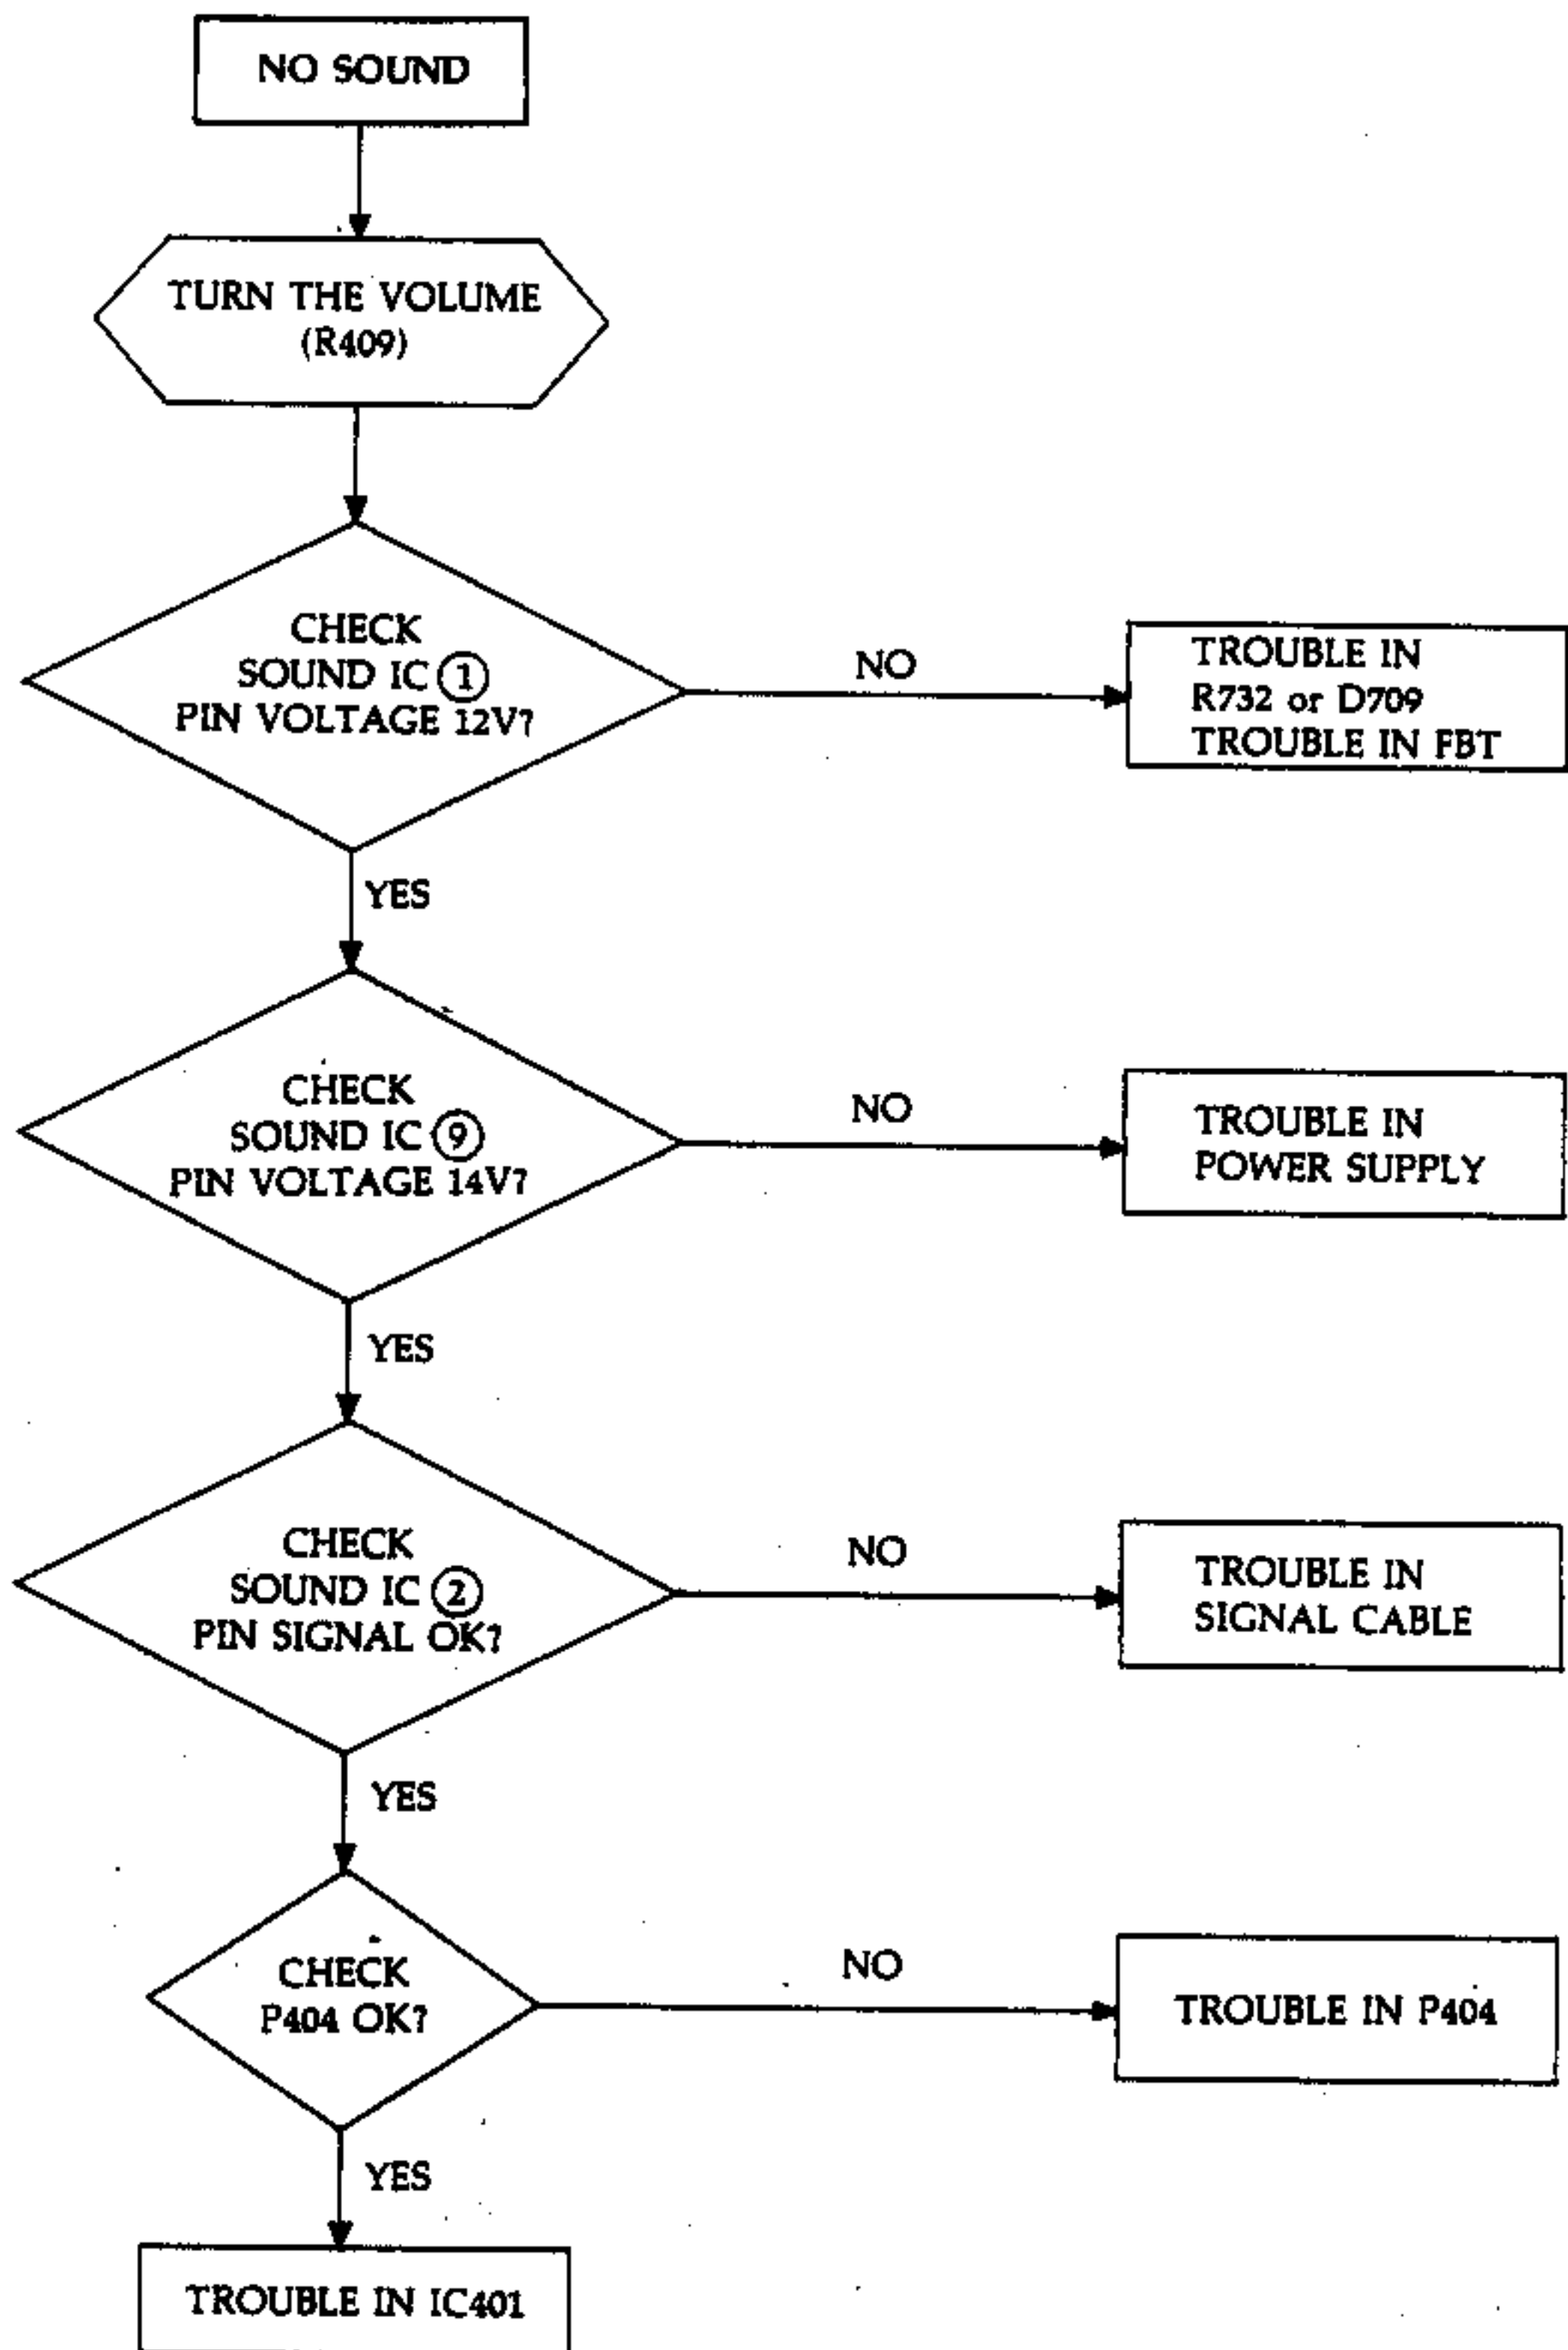 NO SOUND
TURN THE VOLUME
(R409)
CHECK
SOUND IC ①
PIN VOLTAGE 12V?
NO
TROUBLE IN
R732 or D709
TROUBLE IN FBT
YES
CHECK
SOUND IC ⑨
PIN VOLTAGE 14V?
NO
TROUBLE IN
POWER SUPPLY
YES
CHECK
SOUND IC ②
PIN SIGNAL OK?
NO
TROUBLE IN
SIGNAL CABLE
YES
CHECK
P404 OK?
NO
TROUBLE IN P404
YES
TROUBLE IN IC401